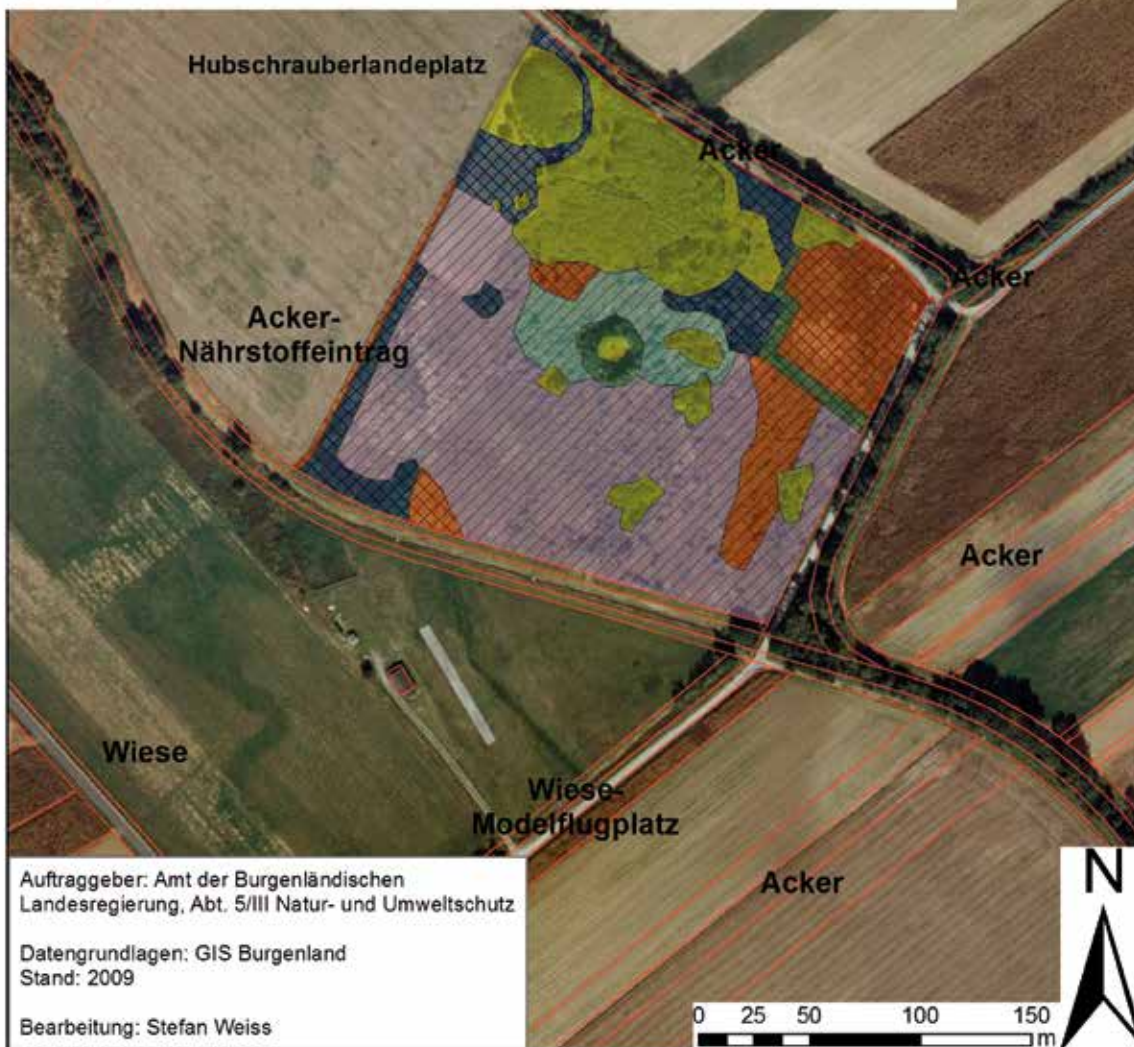 Hubschrauberlandeplatz
Acker
Acker
Acker-
Nährstoffeintrag
Acker
Wiese
Wiese-
Modelflugplatz
Acker
Auftraggeber: Amt der Burgenländischen
Landesregierung, Abt. 5/III Natur- und Umweltschutz
Datengrundlagen: GIS Burgenland
Stand: 2009
Bearbeitung: Stefan Weiss
N
0 25 50 100 150
m